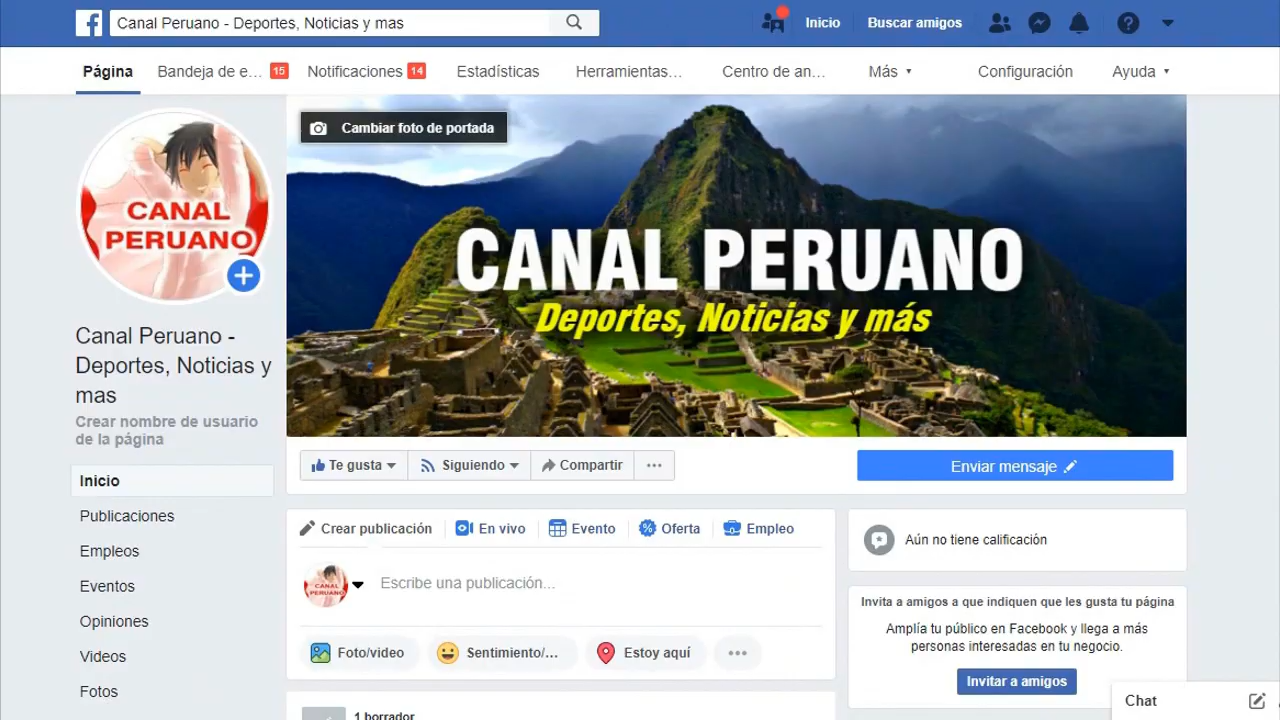 Canal Peruano - Deportes, Noticias y mas
Inicio
Buscar amigos
Página
Bandeja de e... 15
Notificaciones 14
Estadísticas
Herramientas...
Centro de an...
Más
Configuración
Ayuda
Cambiar foto de portada
CANAL
PERUANO
CANAL PERUANO
Deportes, Noticias y más
Canal Peruano -
Deportes, Noticias y
mas
Crear nombre de usuario
de la página
Inicio
Publicaciones
Empleos
Eventos
Opiniones
Videos
Fotos
Te gusta
Siguiendo
Compartir
Enviar mensaje
Crear publicación
En vivo
Evento
Oferta
Empleo
CANAL
PERUANO
Escribe una publicación...
Foto/video
Sentimiento/...
Estoy aquí
1 borrador
Aún no tiene calificación
Invita a amigos a que indiquen que les gusta tu página
Amplía tu público en Facebook y llega a más
personas interesadas en tu negocio.
Invitar a amigos
Chat